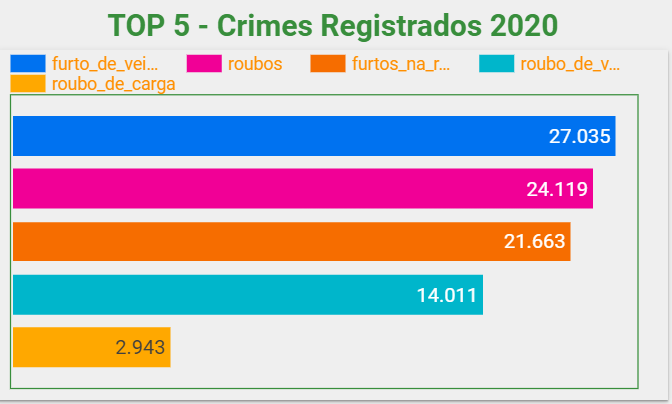 TOP 5 - Crimes Registrados 2020
furto_de_vei... roubos furtos_na_r... roubo_de_v...
roubo_de_carga
27.035
24.119
21.663
14.011
2.943